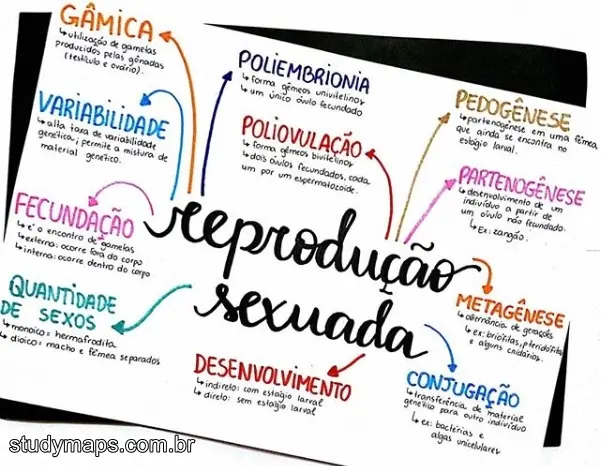 GÂMICA
↳ utilização de gametas
produzidos pelas gônadas
(testículo e ovário).
VARIABILIDADE
↳ alta taxa de variabilidade
genética; permite a mistura de
material genético.
FECUNDAÇÃO
↳ é o encontro de gametas
↳ externa: ocorre fora do corpo
↳ interna: ocorre dentro do corpo
QUANTIDADE
DE SEXOS
↳ monoico = hermafrodita
↳ dioico = macho e fêmea separados
POLIEMBRIONIA
↳ forma gêmeos univitelinos
↳ um único óvulo fecundado
POLIOVULAÇÃO
↳ forma gêmeos bivitelinos
↳ dois óvulos fecundados, cada
um por um espermatozoide.
reprodução
sexuada
DESENVOLVIMENTO
↳ indireto: com estágio larval
↳ direto: sem estágio larval
PEDOGÊNESE
↳ partenogênese em uma fêmea
que ainda se encontra no
estágio larval.
PARTENOGÊNESE
↳ desenvolvimento de um
indivíduo a partir de
um óvulo não fecundado.
↳ Ex: zangão.
METAGÊNESE
↳ alternância de gerações
↳ ex: briófitas, pteridófitas
e alguns cnidários.
CONJUGAÇÃO
↳ transferência de material
genético para outro indivíduo
↳ ex: bactérias e
algas unicelulares
studymaps.com.br